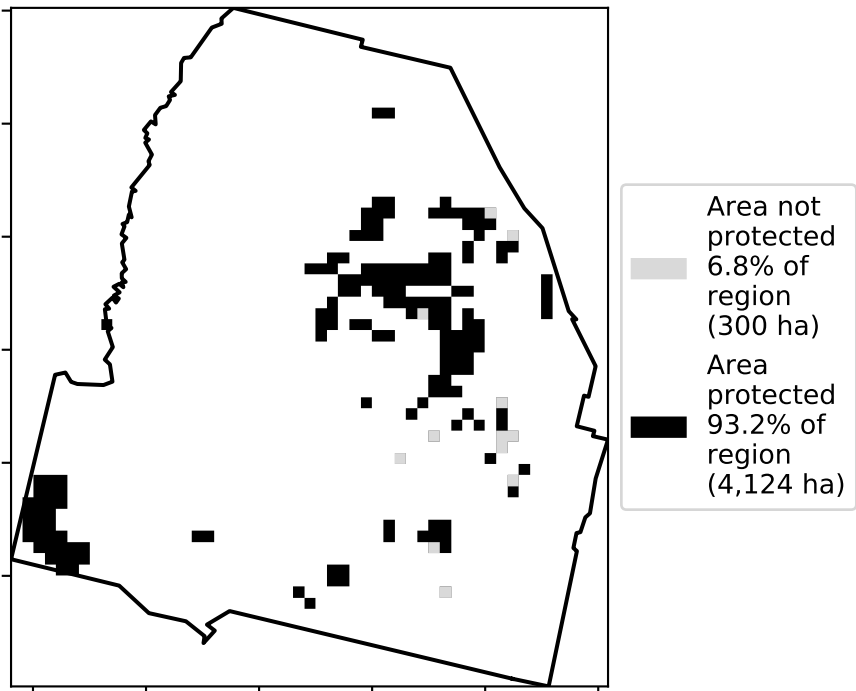 Area not
protected
6.8% of
region
(300 ha)
Area
protected
93.2% of
region
(4,124 ha)